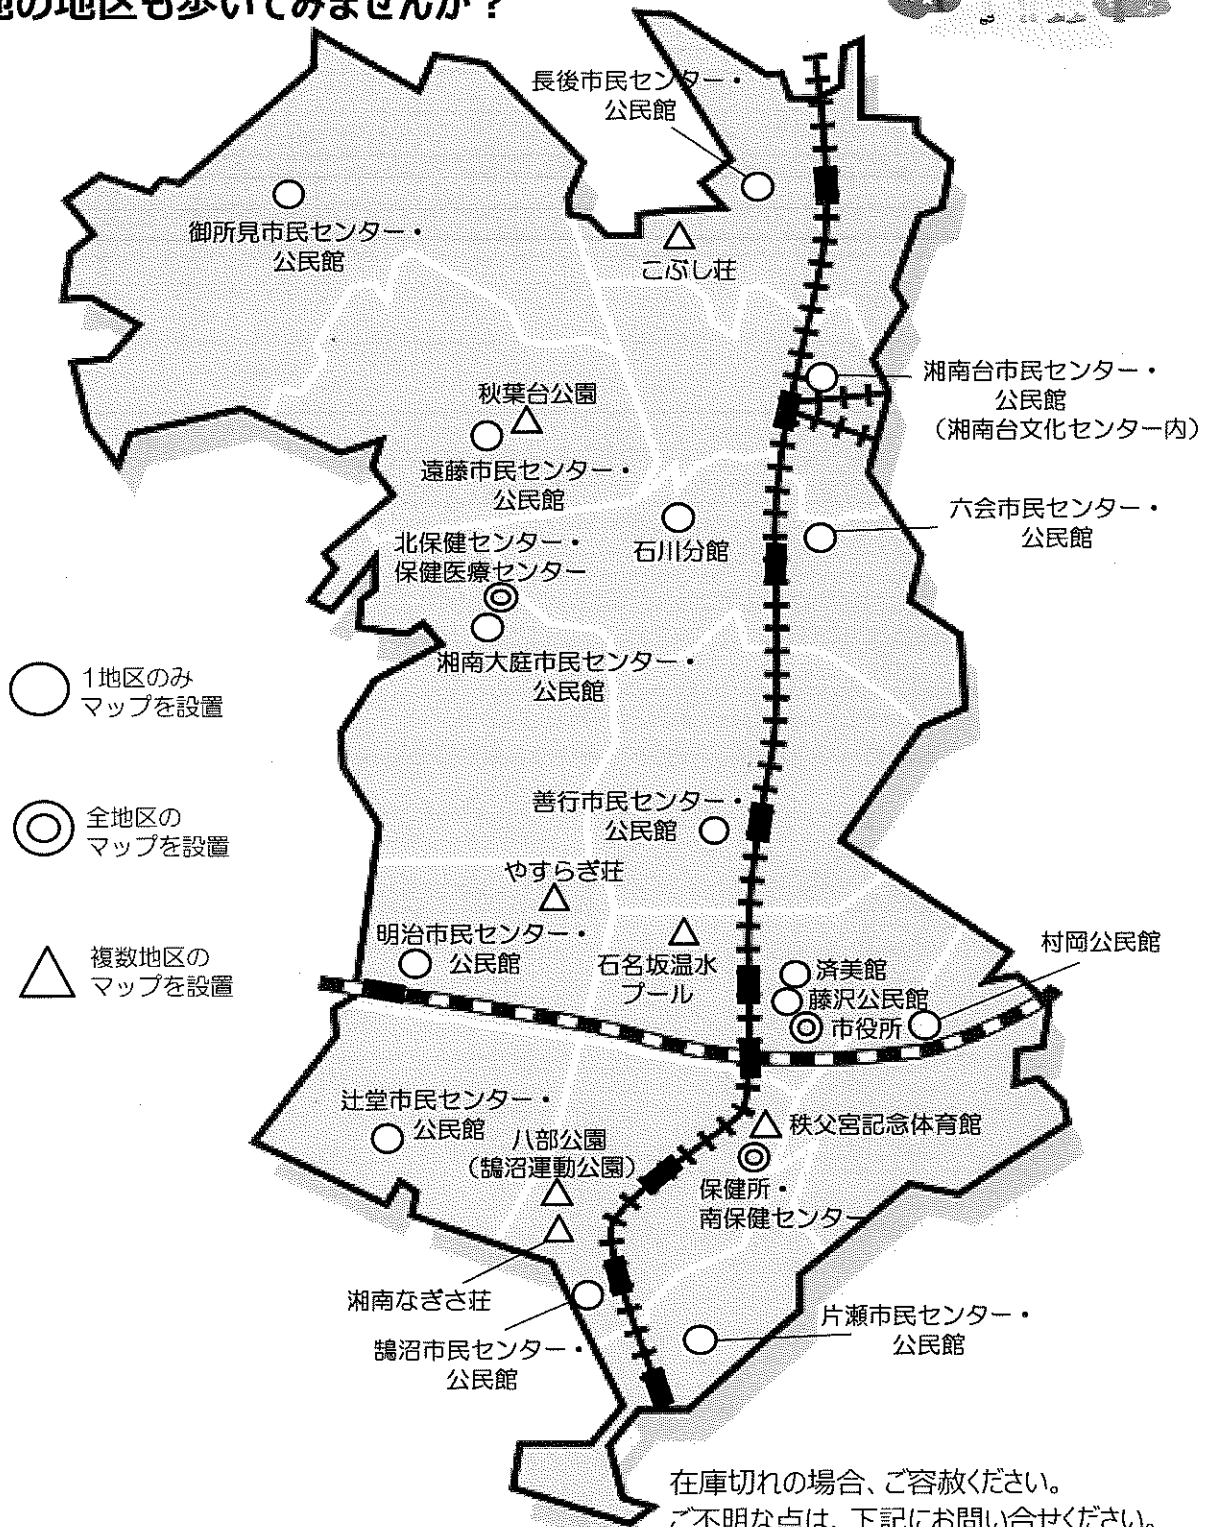 の地区も歩いてみませんか？
長後市民センター・
公民館
御所見市民センター・
公民館
こぶし荘
湘南台市民センター・
公民館
（湘南台文化センター内）
秋葉台公園
遠藤市民センター・
公民館
六会市民センター・
公民館
石川分館
北保健センター・
保健医療センター
湘南大庭市民センター・
公民館
1地区のみ
マップを設置
全地区の
マップを設置
複数地区の
マップを設置
善行市民センター・
公民館
やすらぎ荘
明治市民センター・
公民館
石名坂温水
プール
村岡公民館
済美館
藤沢公民館
市役所
辻堂市民センター・
公民館
八部公園
（鵠沼運動公園）
秩父宮記念体育館
保健所・
南保健センター
湘南なぎさ荘
鵠沼市民センター・
公民館
片瀬市民センター・
公民館
在庫切れの場合、ご容赦ください。
ご不明な点は、下記にお問い合せください。